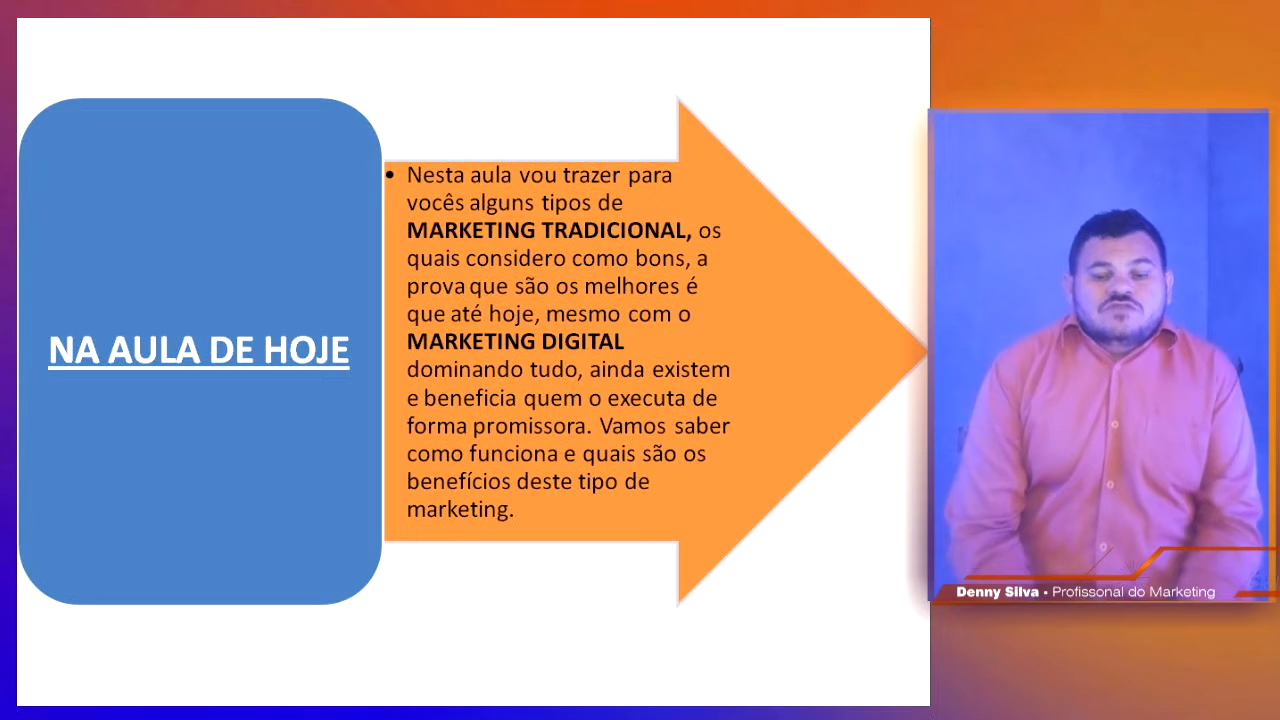 NA AULA DE HOJE
• Nesta aula vou trazer para
vocês alguns tipos de
MARKETING TRADICIONAL, os
quais considero como bons, a
prova que são os melhores é
que até hoje, mesmo com o
MARKETING DIGITAL
dominando tudo, ainda existem
e beneficia quem o executa de
forma promissora. Vamos saber
como funciona e quais são os
benefícios deste tipo de
marketing.
Denny Silva • Profissonal do Marketing